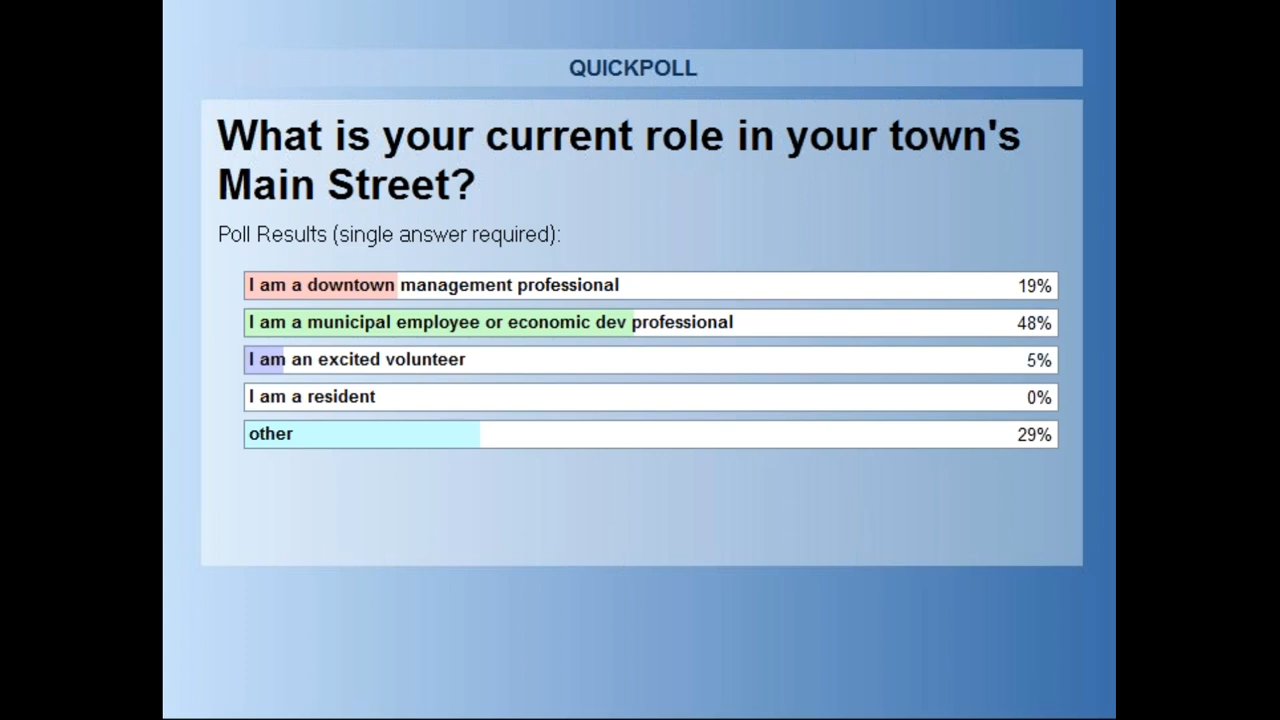 QUICKPOLL
What is your current role in your town's
Main Street?
Poll Results (single answer required):
I am a downtown management professional 19%
I am a municipal employee or economic dev professional 48%
I am an excited volunteer 5%
I am a resident 0%
other 29%